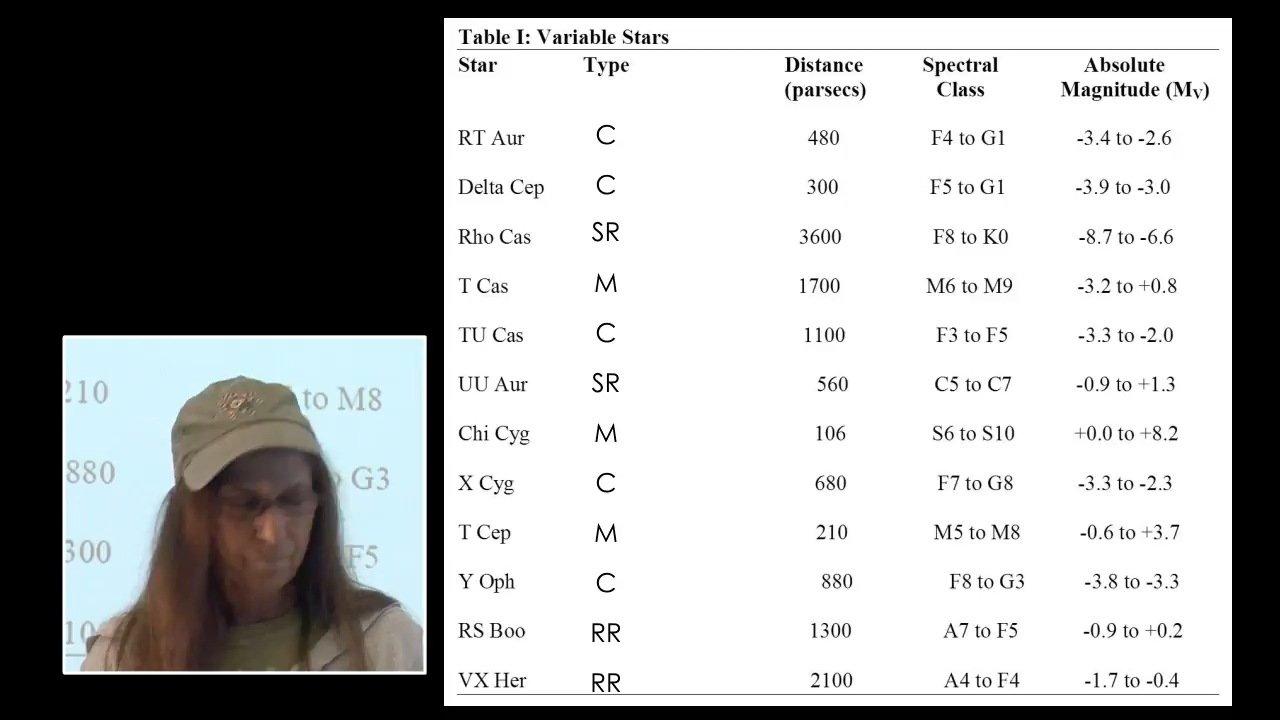 Table I: Variable Stars
Star Type Distance Spectral Absolute
(parsecs) Class Magnitude (Mv)
RT Aur C 480 F4 to G1 -3.4 to -2.6
Delta Cep C 300 F5 to G1 -3.9 to -3.0
Rho Cas SR 3600 F8 to K0 -8.7 to -6.6
T Cas M 1700 M6 to M9 -3.2 to +0.8
TU Cas C 1100 F3 to F5 -3.3 to -2.0
UU Aur SR 560 C5 to C7 -0.9 to +1.3
Chi Cyg M 106 S6 to S10 +0.0 to +8.2
X Cyg C 680 F7 to G8 -3.3 to -2.3
T Cep M 210 M5 to M8 -0.6 to +3.7
Y Oph C 880 F8 to G3 -3.8 to -3.3
RS Boo RR 1300 A7 to F5 -0.9 to +0.2
VX Her RR 2100 A4 to F4 -1.7 to -0.4
210 to M8
880 G3
300 F5
10